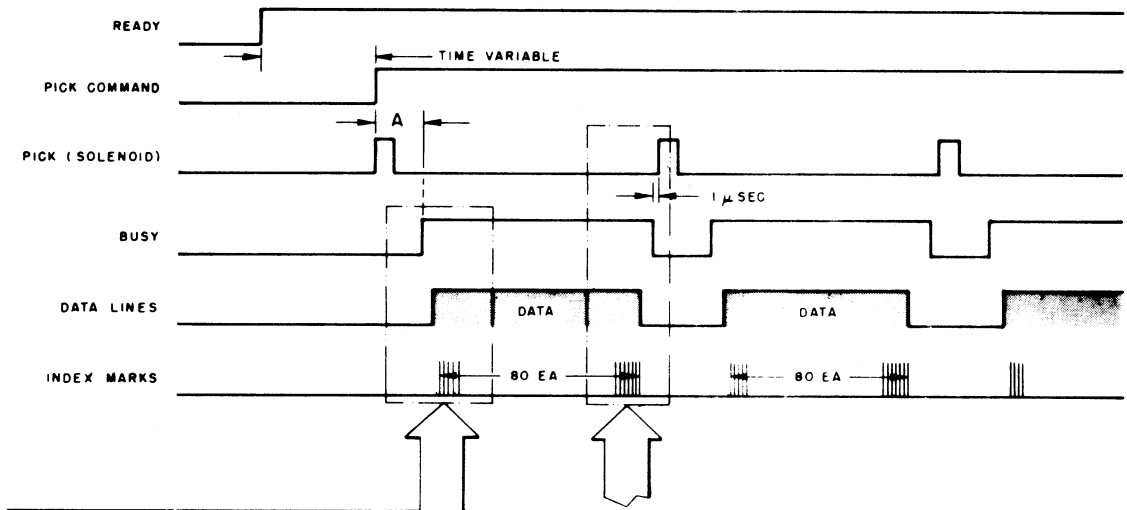 READY
TIME VARIABLE
PICK COMMAND
A
PICK (SOLENOID)
1 μ SEC
BUSY
DATA LINES
DATA
DATA
INDEX MARKS
80 EA
80 EA